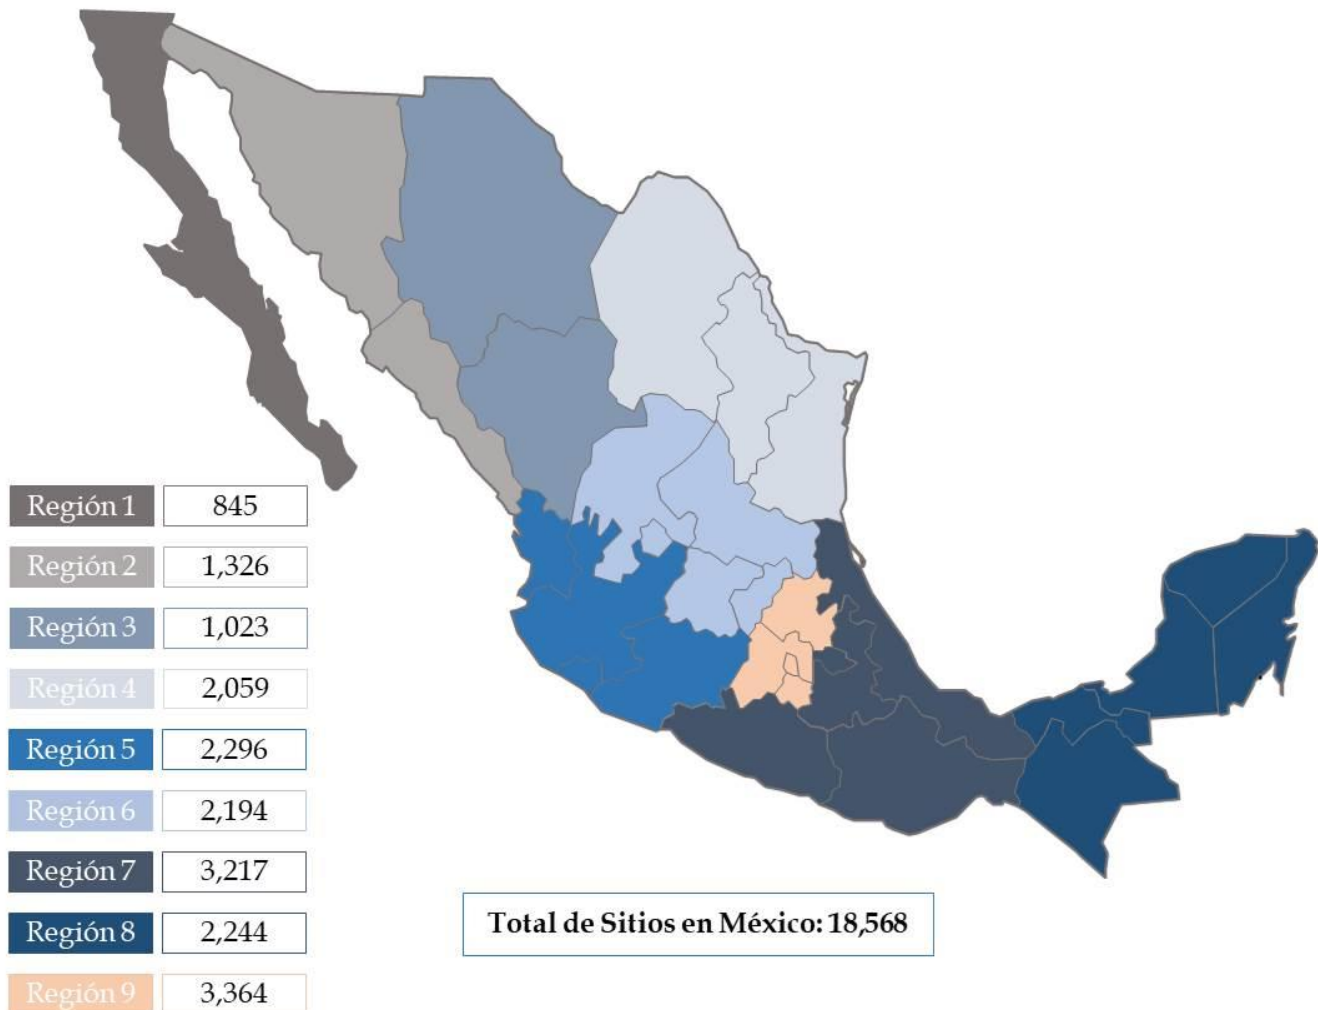 Región 1 845
Región 2 1,326
Región 3 1,023
Región 4 2,059
Región 5 2,296
Región 6 2,194
Región 7 3,217
Región 8 2,244
Región 9 3,364
Total de Sitios en México: 18,568